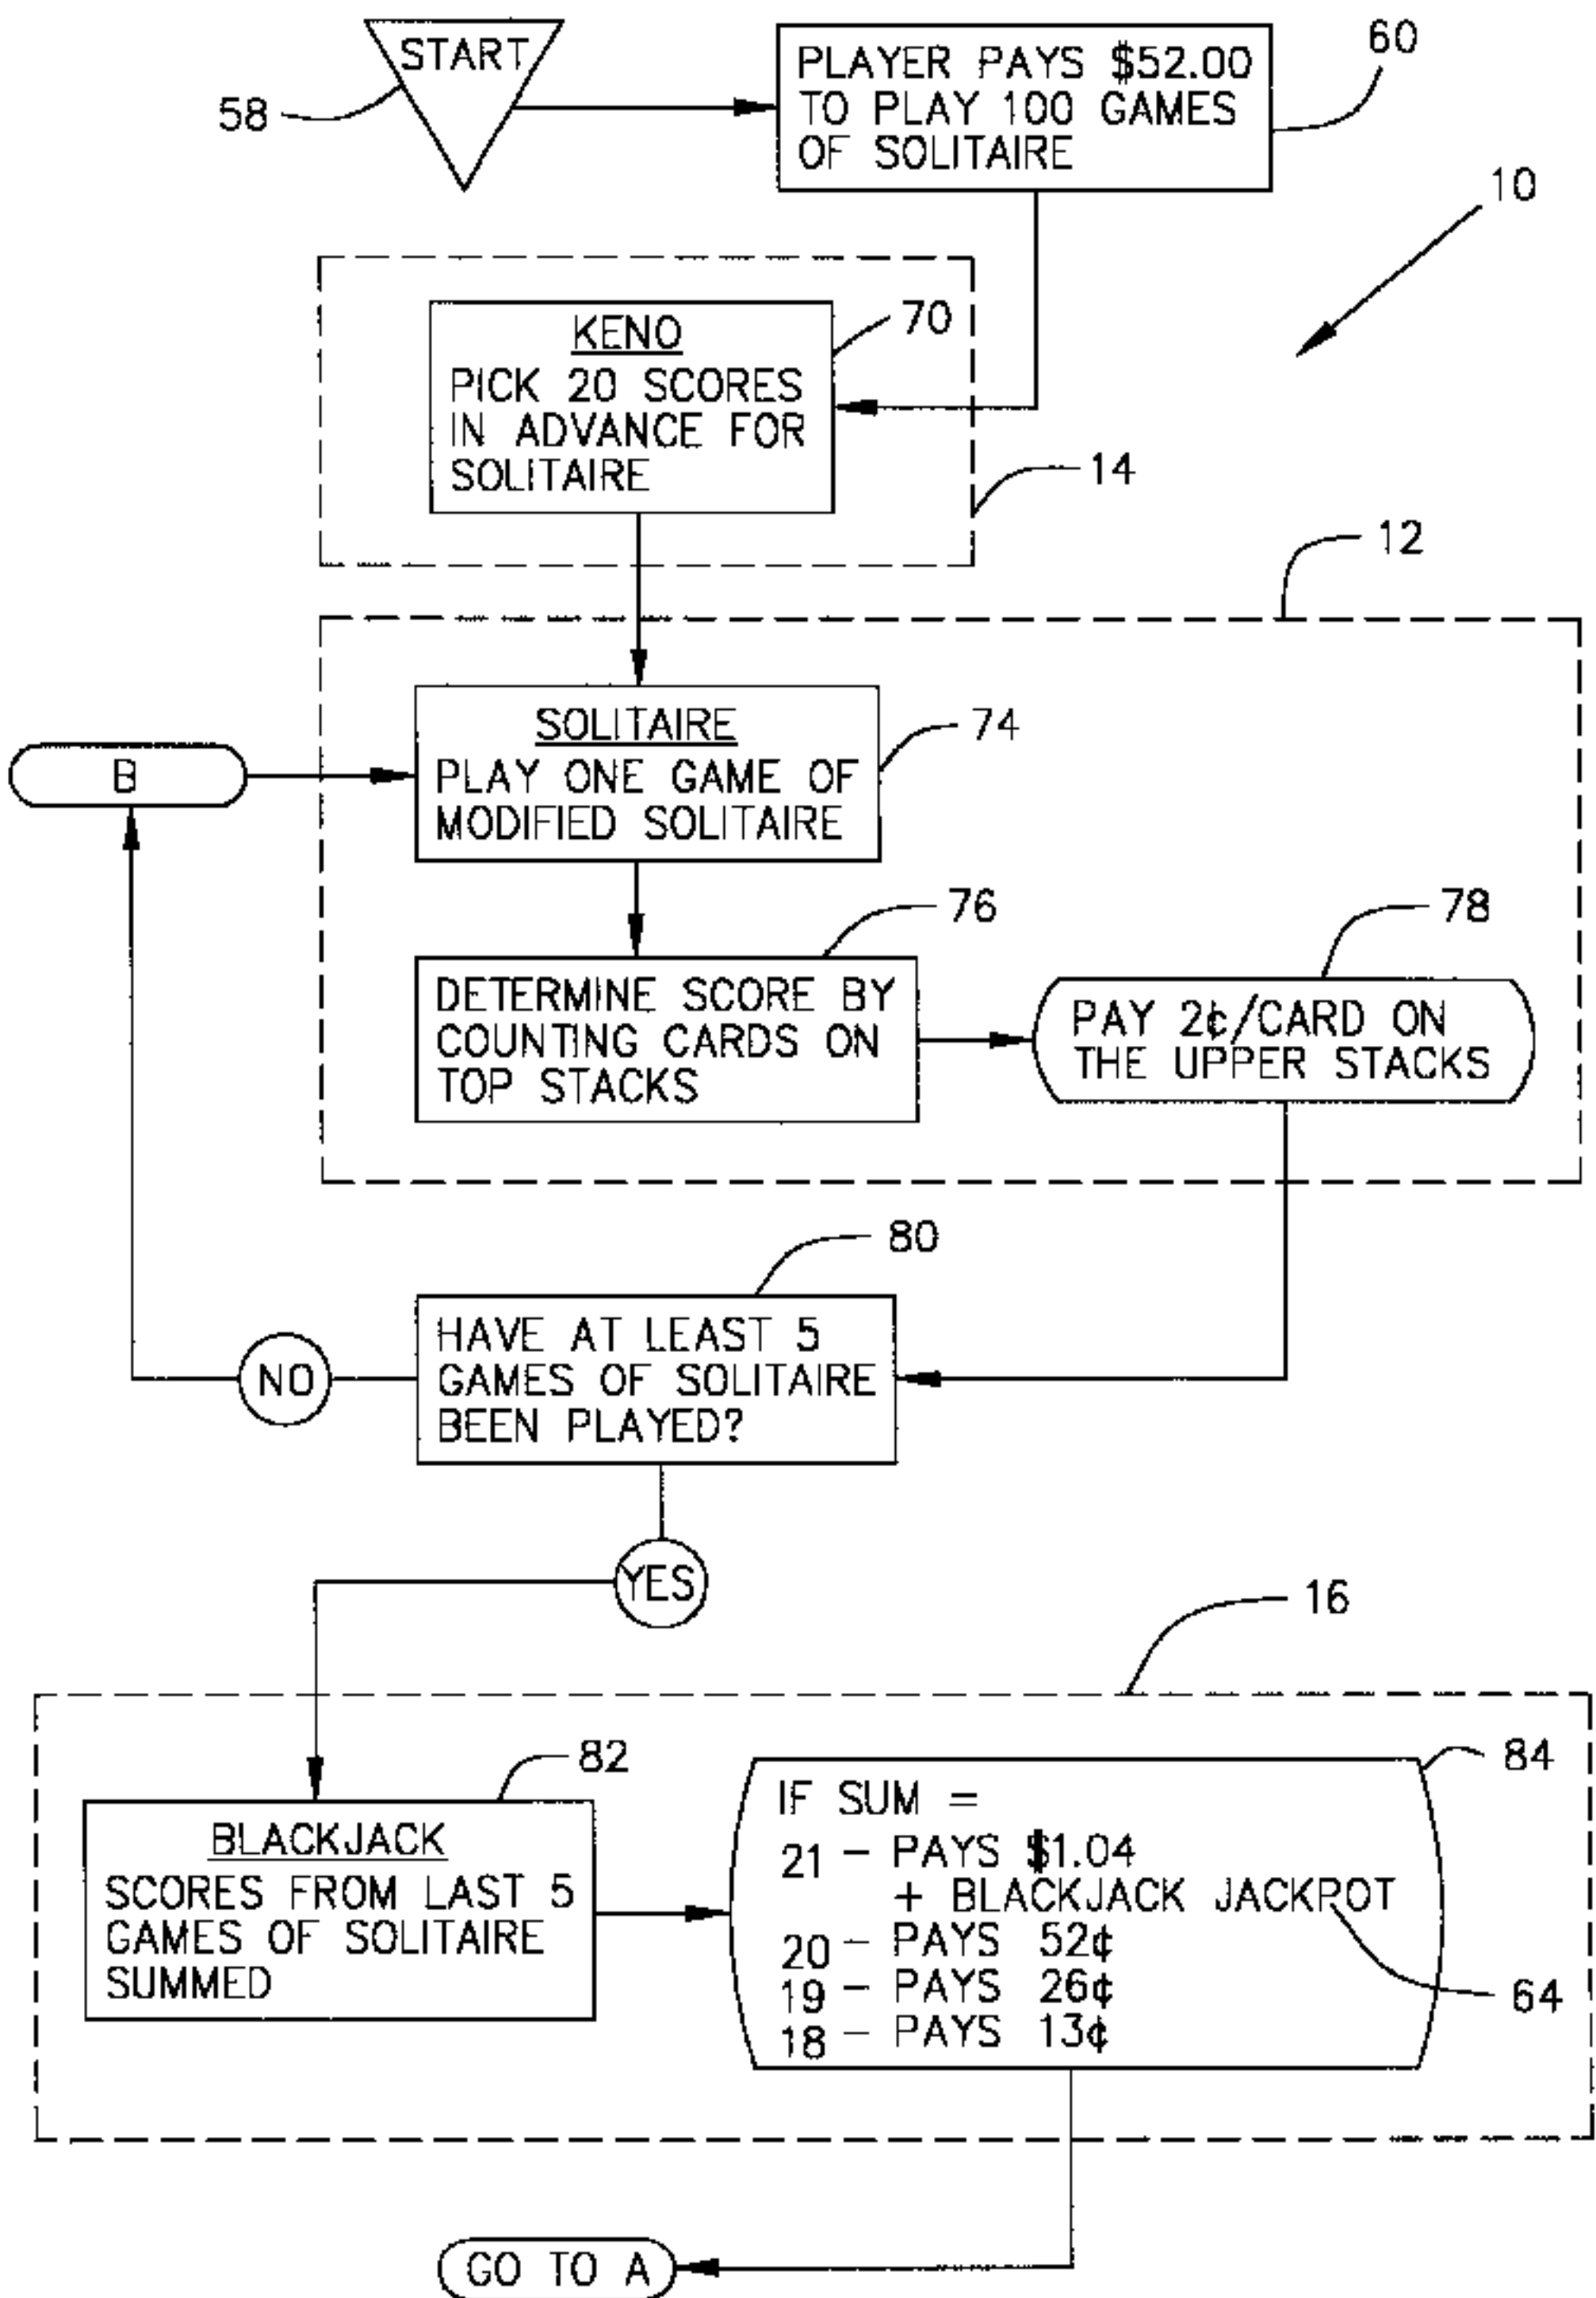 START
58
PLAYER PAYS $52.00
TO PLAY 100 GAMES
OF SOLITAIRE
60
10
KENO
PICK 20 SCORES
IN ADVANCE FOR
SOLITAIRE
70
14
12
SOLITAIRE
PLAY ONE GAME OF
MODIFIED SOLITAIRE
74
B
76
78
DETERMINE SCORE BY
COUNTING CARDS ON
TOP STACKS
PAY 2¢/CARD ON
THE UPPER STACKS
80
HAVE AT LEAST 5
GAMES OF SOLITAIRE
BEEN PLAYED?
NO
YES
16
82
BLACKJACK
SCORES FROM LAST 5
GAMES OF SOLITAIRE
SUMMED
84
IF SUM =
21 - PAYS $1.04
+ BLACKJACK JACKPOT
20 - PAYS 52¢
19 - PAYS 26¢
18 - PAYS 13¢
64
GO TO A